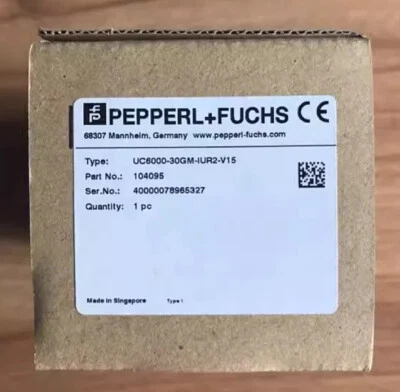 PEPPERL+FUCHS CE
68307 Mannheim, Germany www.pepperl-fuchs.com
Type: UC6000-30GM-IUR2-V15
Part No.: 104095
Ser.No.: 40000078965327
Quantity: 1 pc
Made in Singapore Type I